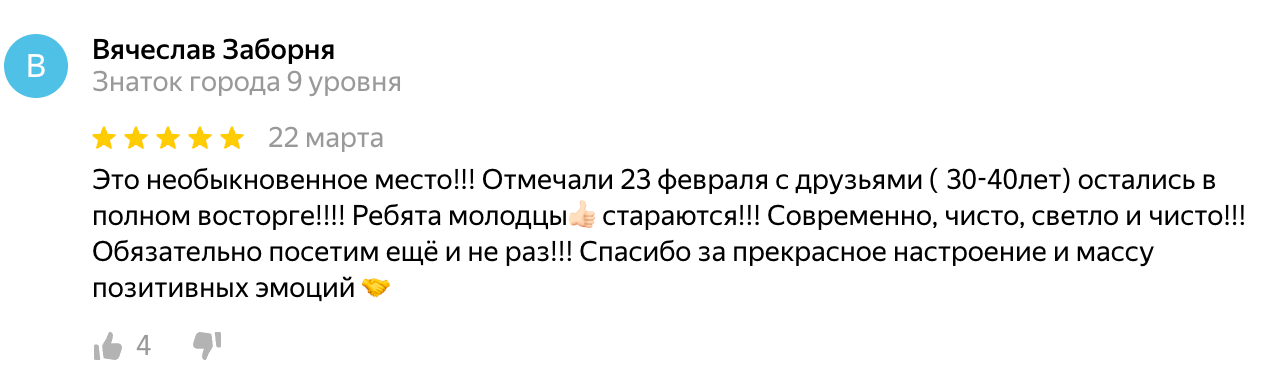 В
Вячеслав Заборня
Знаток города 9 уровня
22 марта
Это необыкновенное место!!! Отмечали 23 февраля с друзьями ( 30-40лет) остались в
полном восторге!!!! Ребята молодцы👍🏻 стараются!!! Современно, чисто, светло и чисто!!!
Обязательно посетим ещё и не раз!!! Спасибо за прекрасное настроение и массу
позитивных эмоций 🤝
4